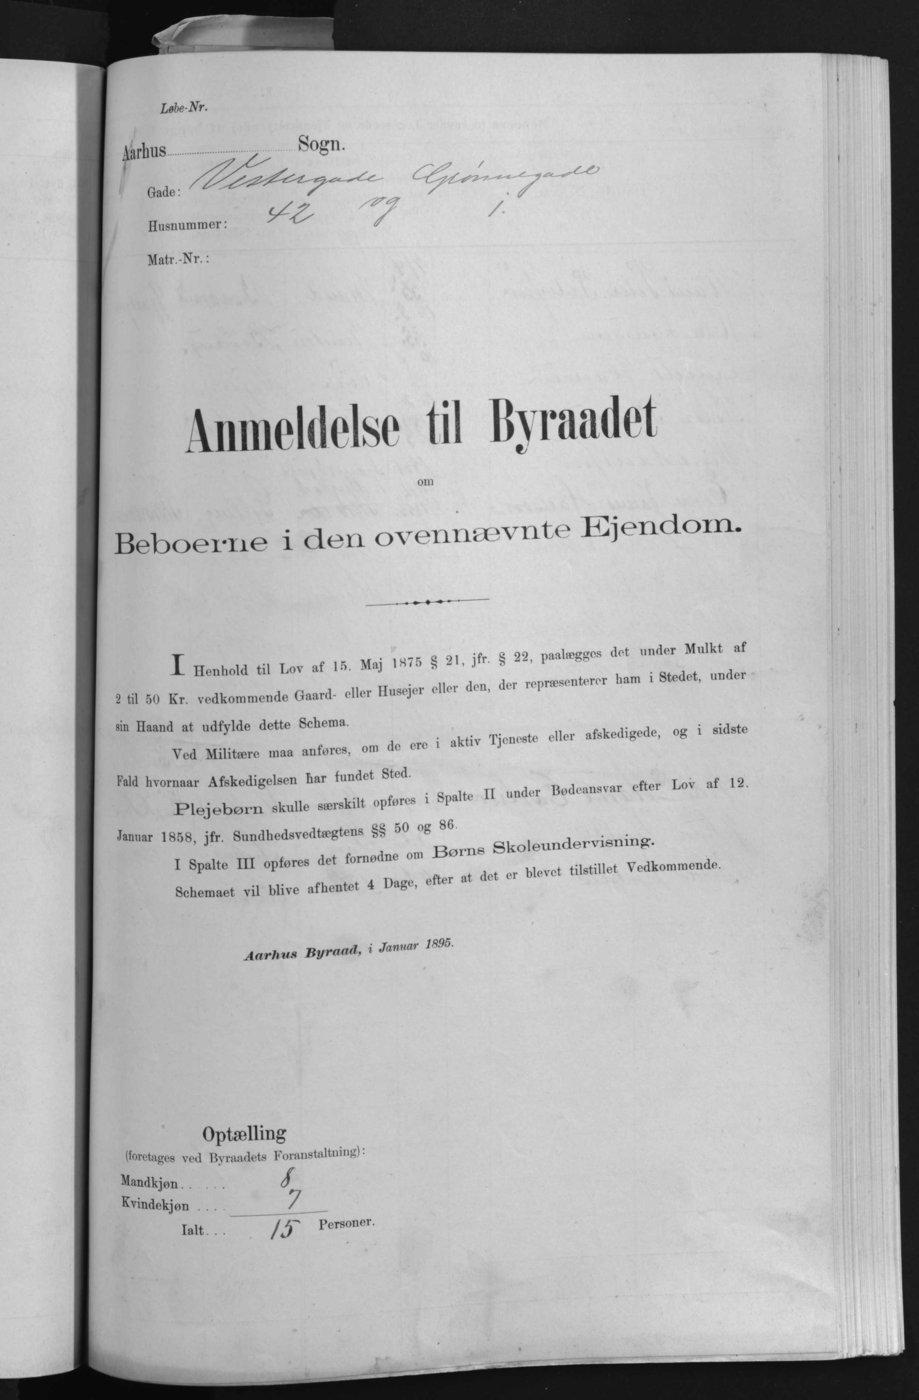 Løbe-Nr.
Aarhus Sogn.
Gade: Vestergade Grønnegade
Husnummer: 42 og 1.
Matr.-Nr.:
Anmeldelse til Byraadet
om
Beboerne i den ovennævnte Ejendom.
I Henhold til Lov af 15. Maj 1875 § 21, jfr. § 22, paalægges det under Mulkt af
2 til 50 Kr. vedkommende Gaard- eller Husejer eller den, der repræsenterer ham i Stedet, under
sin Haand at udfylde dette Schema.
Ved Militære maa anføres, om de ere i aktiv Tjeneste eller afskedigede, og i sidste
Fald hvornaar Afskedigelsen har fundet Sted.
Plejebørn skulle særskilt opføres i Spalte II under Bødeansvar efter Lov af 12.
Januar 1858, jfr. Sundhedsvedtægtens §§ 50 og 86.
I Spalte III opføres det fornødne om Børns Skoleundervisning.
Schemaet vil blive afhentet 4 Dage, efter at det er blevet tilstillet Vedkommende.
Aarhus Byraad, i Januar 1895.
Optælling
(foretages ved Byraadets Foranstaltning):
Mandkjøn..... 8
Kvindekjøn .... 7
Ialt... 15 Personer.